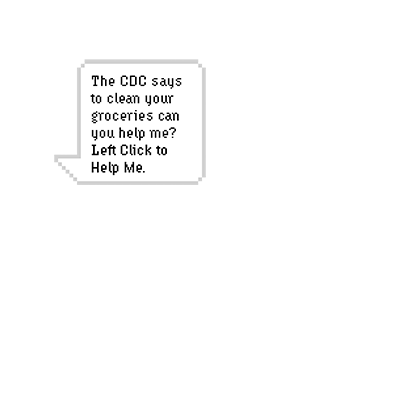 The CDC says
to clean your
groceries can
you help me?
Left Click to
Help Me.